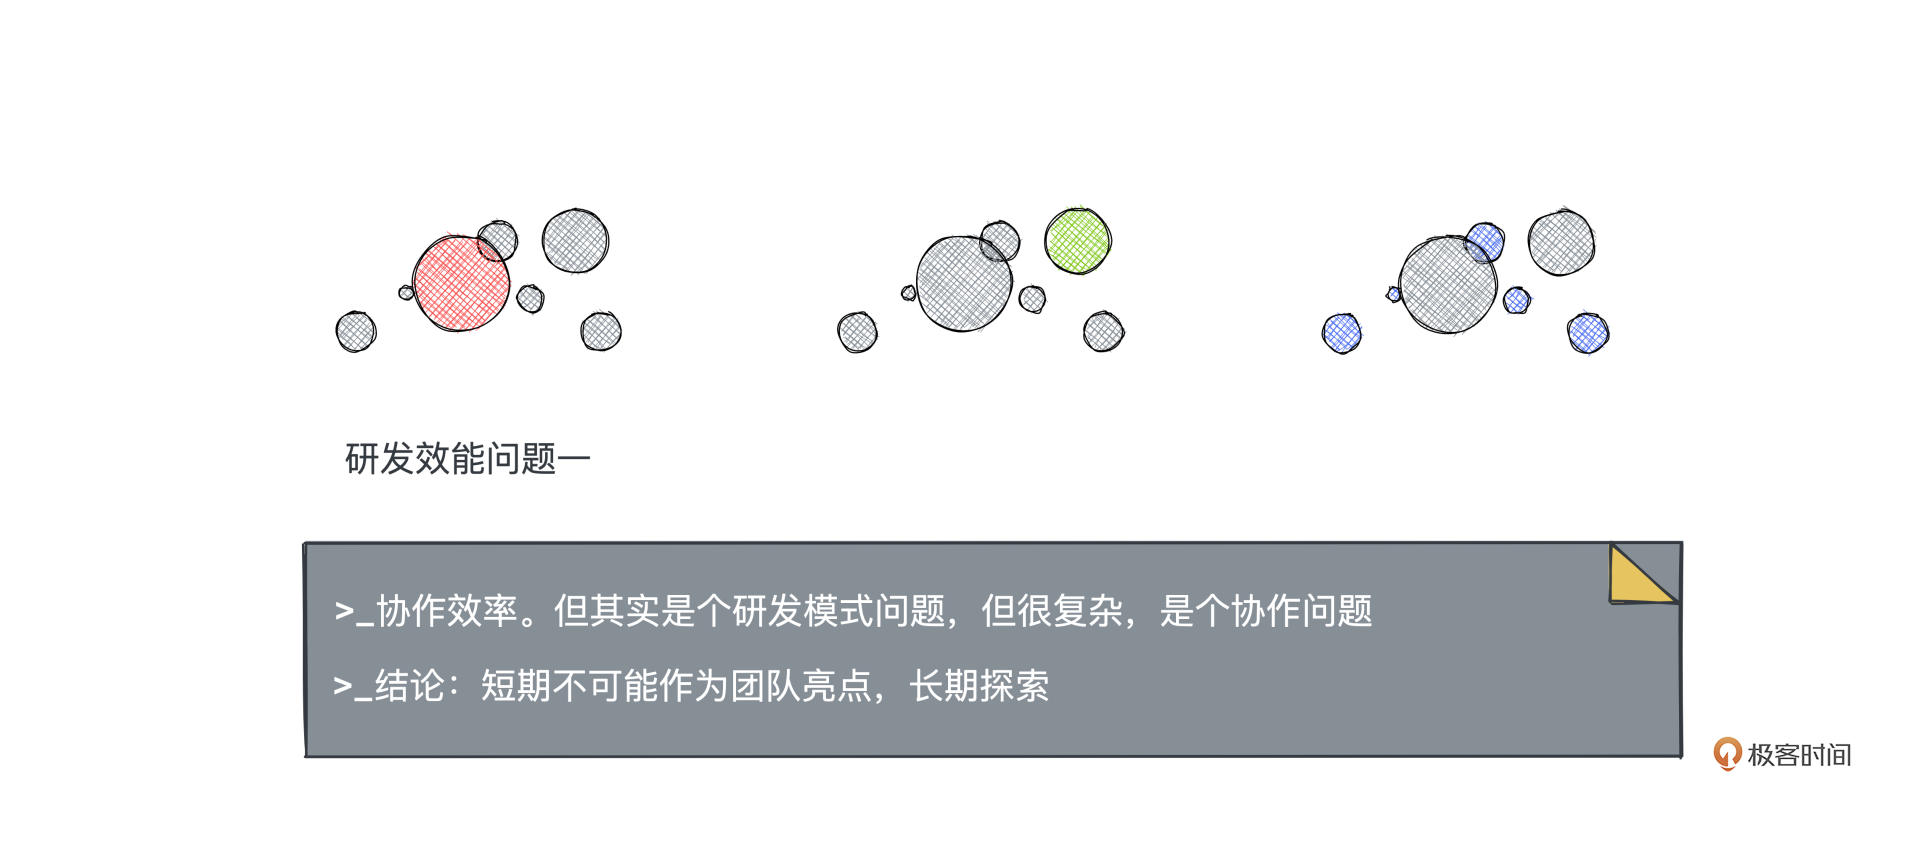 研发效能问题一
>_协作效率。但其实是个研发模式问题，但很复杂，是个协作问题
>_结论：短期不可能作为团队亮点，长期探索
极客时间